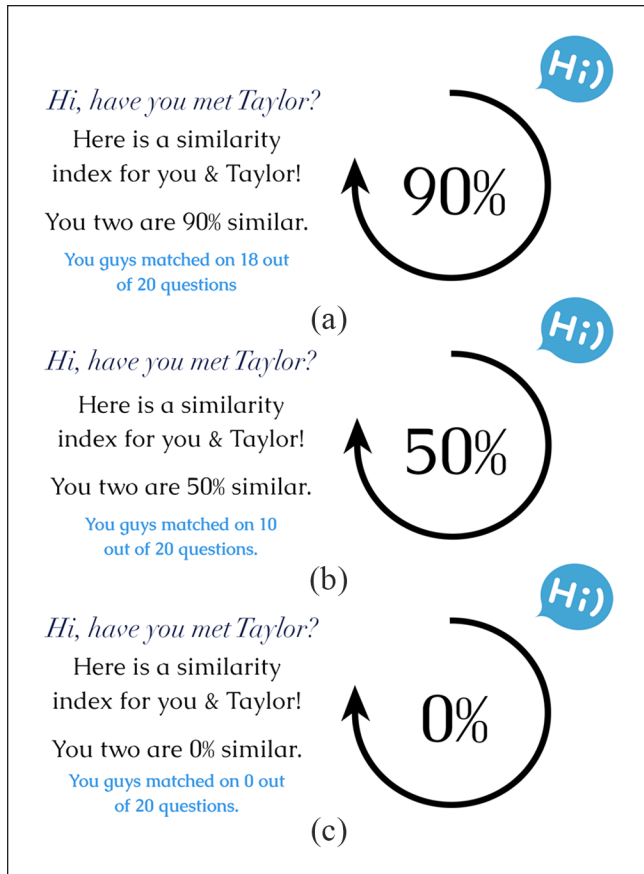 Hi)
Hi, have you met Taylor?
Here is a similarity
index for you & Taylor!
You two are 90% similar.
You guys matched on 18 out
of 20 questions
90%
(a)
Hi)
Hi, have you met Taylor?
Here is a similarity
index for you & Taylor!
You two are 50% similar.
You guys matched on 10
out of 20 questions.
50%
(b)
Hi)
Hi, have you met Taylor?
Here is a similarity
index for you & Taylor!
You two are 0% similar.
You guys matched on 0 out
of 20 questions.
0%
(c)